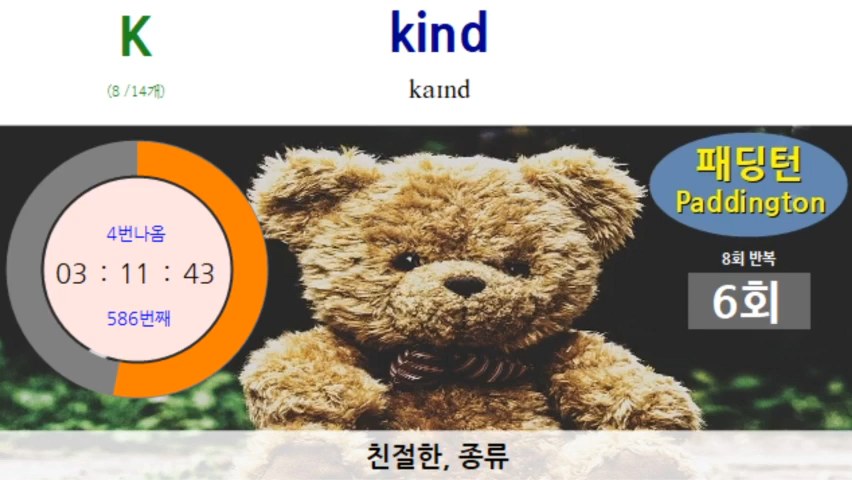 K
(8 /14개)
kind
kaɪnd
4번나옴
03 : 11 : 43
586번째
패딩턴
Paddington
8회 반복
6회
친절한, 종류